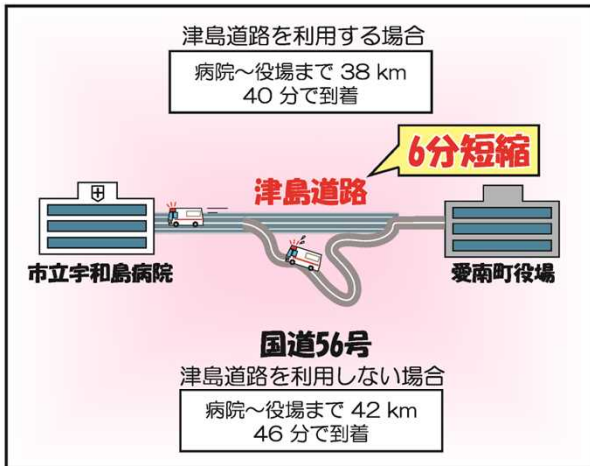 津島道路を利用する場合
病院～役場まで 38 km
40 分で到着
6分短縮
津島道路
市立宇和島病院
愛南町役場
国道56号
津島道路を利用しない場合
病院～役場まで 42 km
46 分で到着